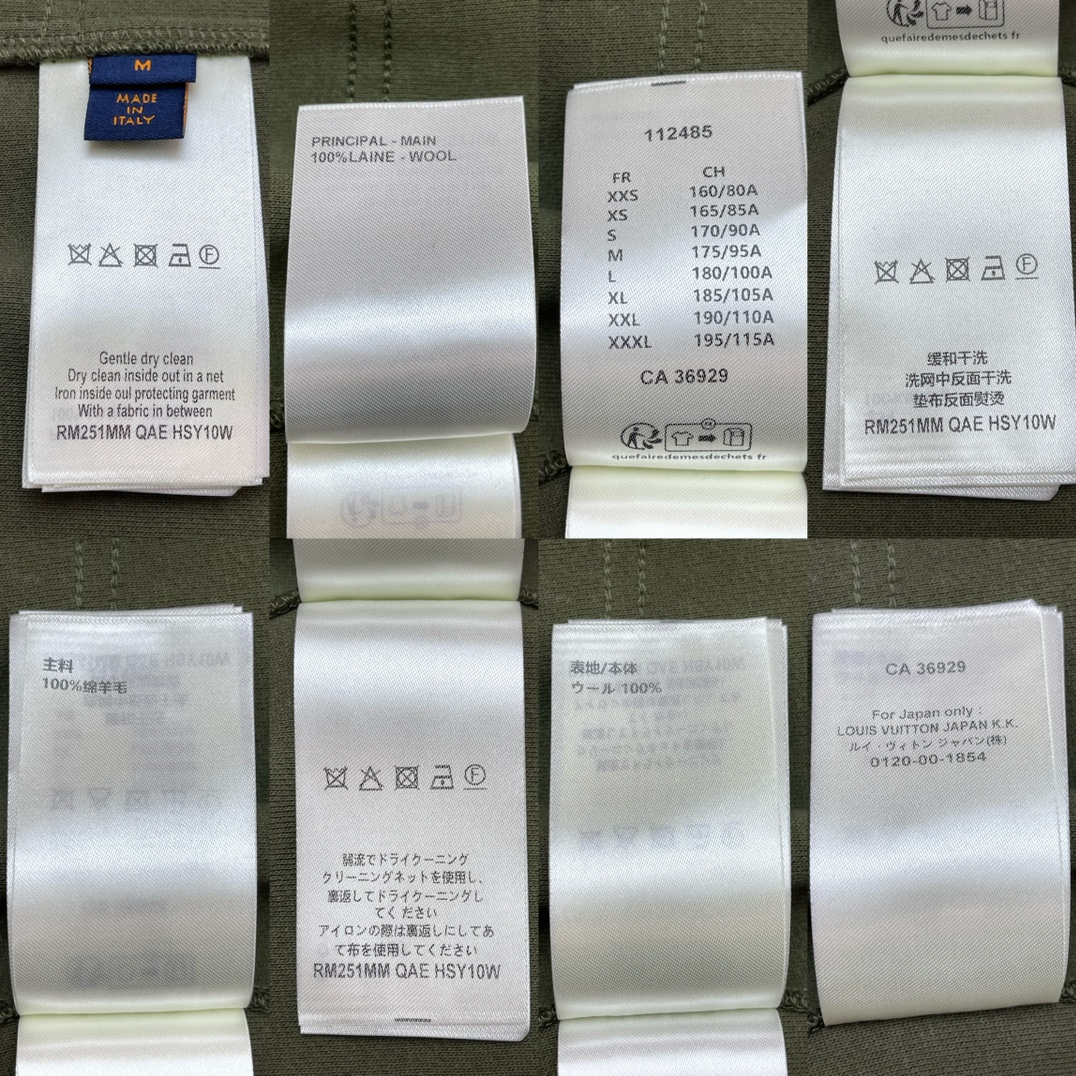 M
MADE
IN
ITALY
Gentle dry clean
Dry clean inside out in a net
Iron inside oul protecting garment
With a fabric in between
RM251MM QAE HSY10W
PRINCIPAL - MAIN
100%LAINE - WOOL
112485
FR CH
XXS 160/80A
XS 165/85A
S 170/90A
M 175/95A
L 180/100A
XL 185/105A
XXL 190/110A
XXXL 195/115A
CA 36929
quefairedemesdechets fr
quefairedemesdechets fr
F
缓和干洗
洗网中反面干洗
垫布反面熨烫
RM251MM QAE HSY10W
主料
100%绵羊毛
F
弱流でドライクーニング
クリーニングネットを使用し、
裏返してドライクーニングし
てください
アイロンの際は裏返しにしてあ
て布を使用してください
RM251MM QAE HSY10W
表地/本体
ウール 100%
CA 36929
For Japan only :
LOUIS VUITTON JAPAN K.K.
ルイ・ヴィトン ジャパン(株)
0120-00-1854